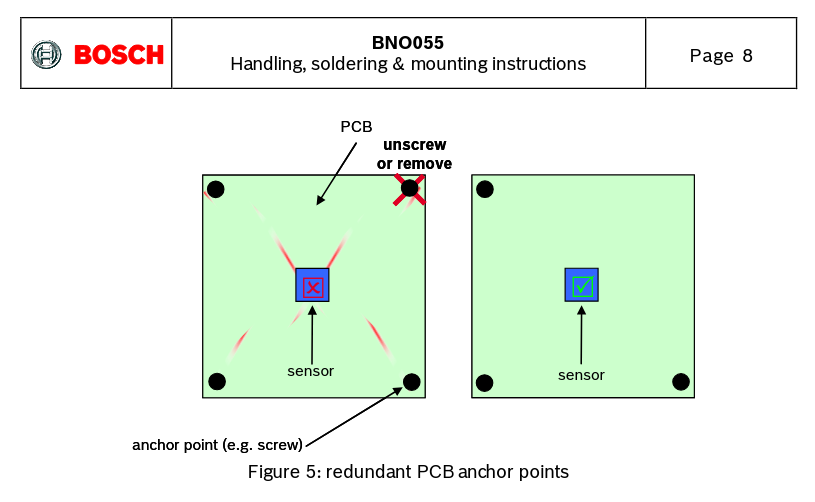 BOSCH
BNO055
Handling, soldering & mounting instructions
Page 8
PCB
unscrew
or remove
sensor
sensor
anchor point (e.g. screw)
Figure 5: redundant PCB anchor points